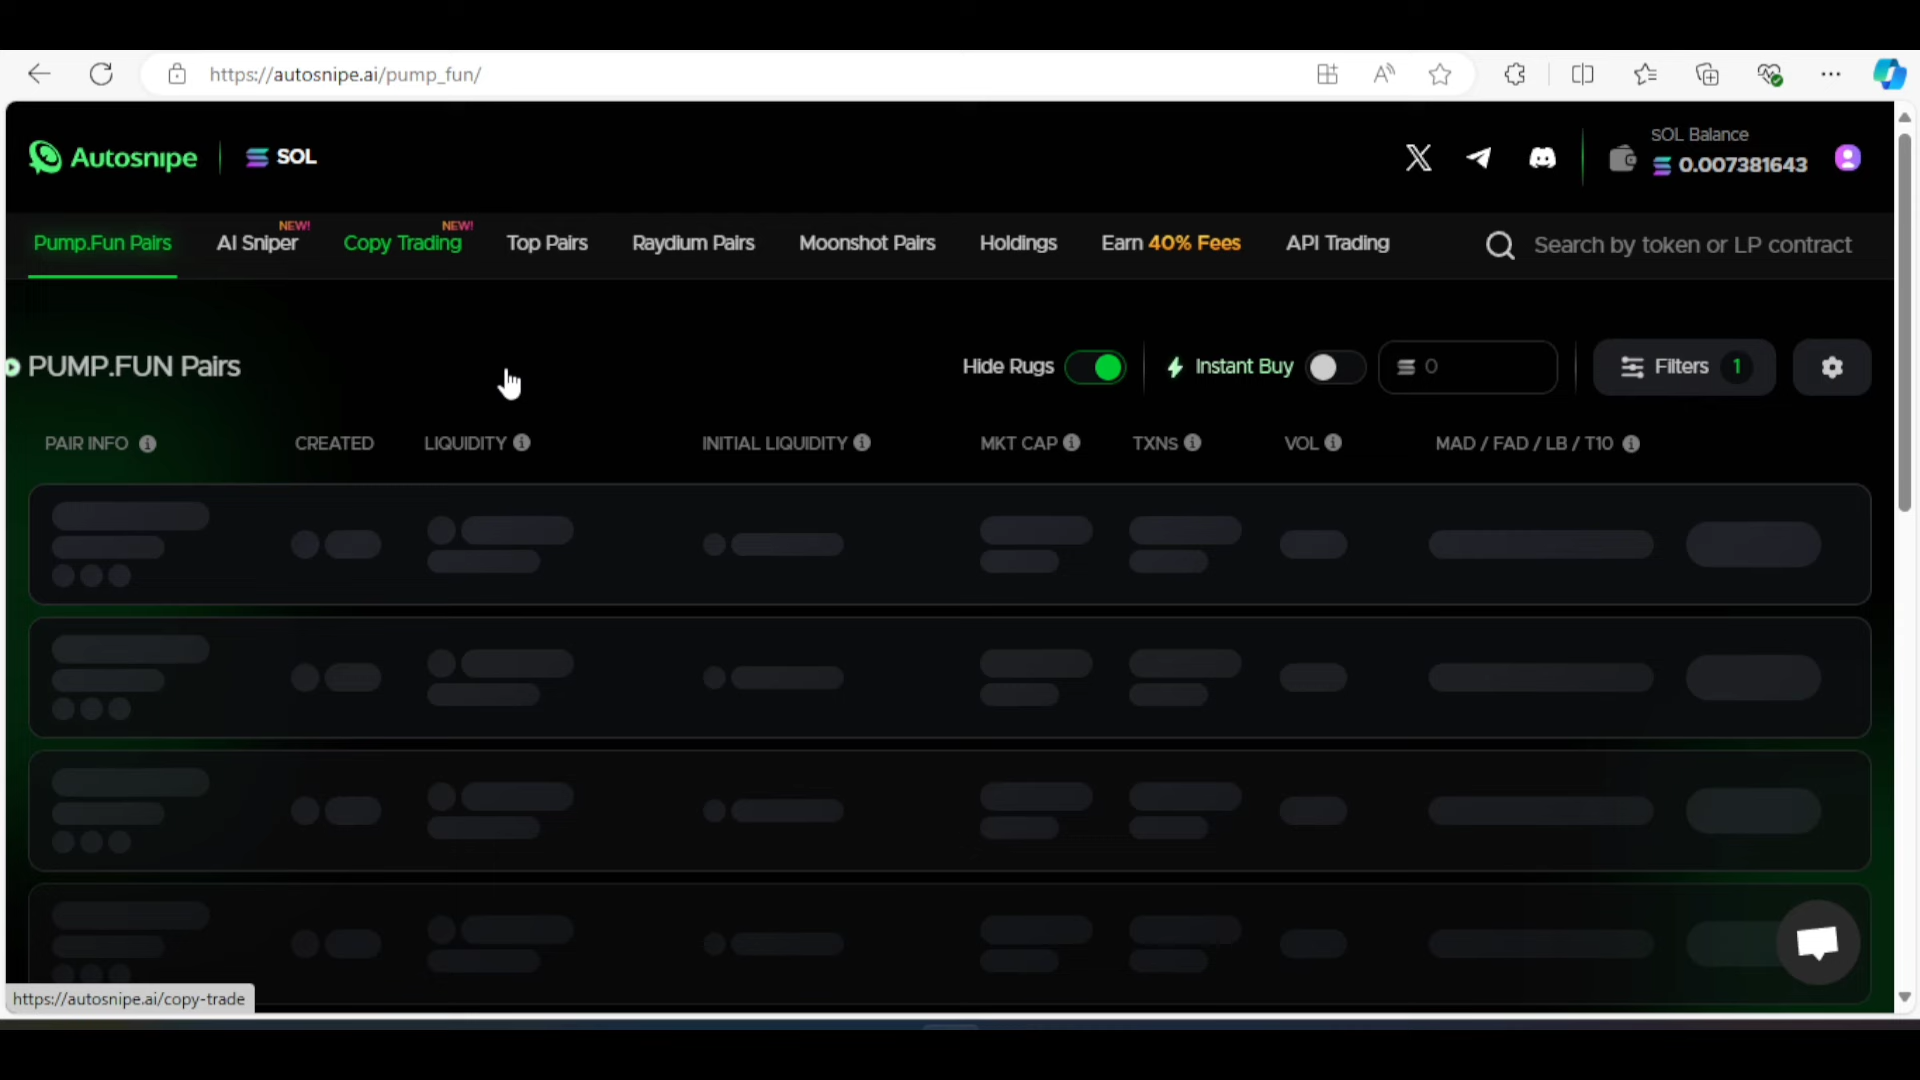 https://autosnipe.ai/pump_fun/
Autosnipe
SOL
SOL Balance
0.007381643
Pump.Fun Pairs
AI Sniper
NEW!
Copy Trading
NEW!
Top Pairs
Raydium Pairs
Moonshot Pairs
Holdings
Earn 40% Fees
API Trading
Search by token or LP contract
PUMP.FUN Pairs
Hide Rugs
Instant Buy
0
Filters
1
PAIR INFO
CREATED
LIQUIDITY
INITIAL LIQUIDITY
MKT CAP
TXNs
VOL
MAD / FAD / LB / T10
https://autosnipe.ai/copy-trade